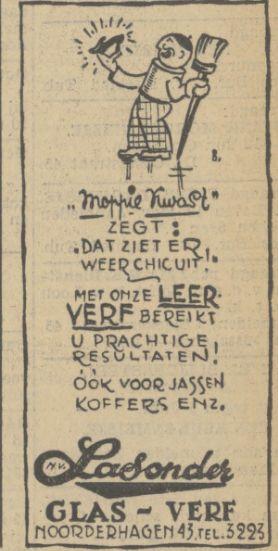 B.
"Moppie Kwast"
ZEGT:
"DAT ZIET ER
WEER CHIC UIT!"
MET ONZE LEER-
VERF BEREIKT
U PRACHTIGE
RESULTATEN!
ÓÓK VOOR JASSEN
KOFFERS ENZ.
N.V. Lasonder
GLAS - VERF
NOORDERHAGEN 43, TEL. 3223